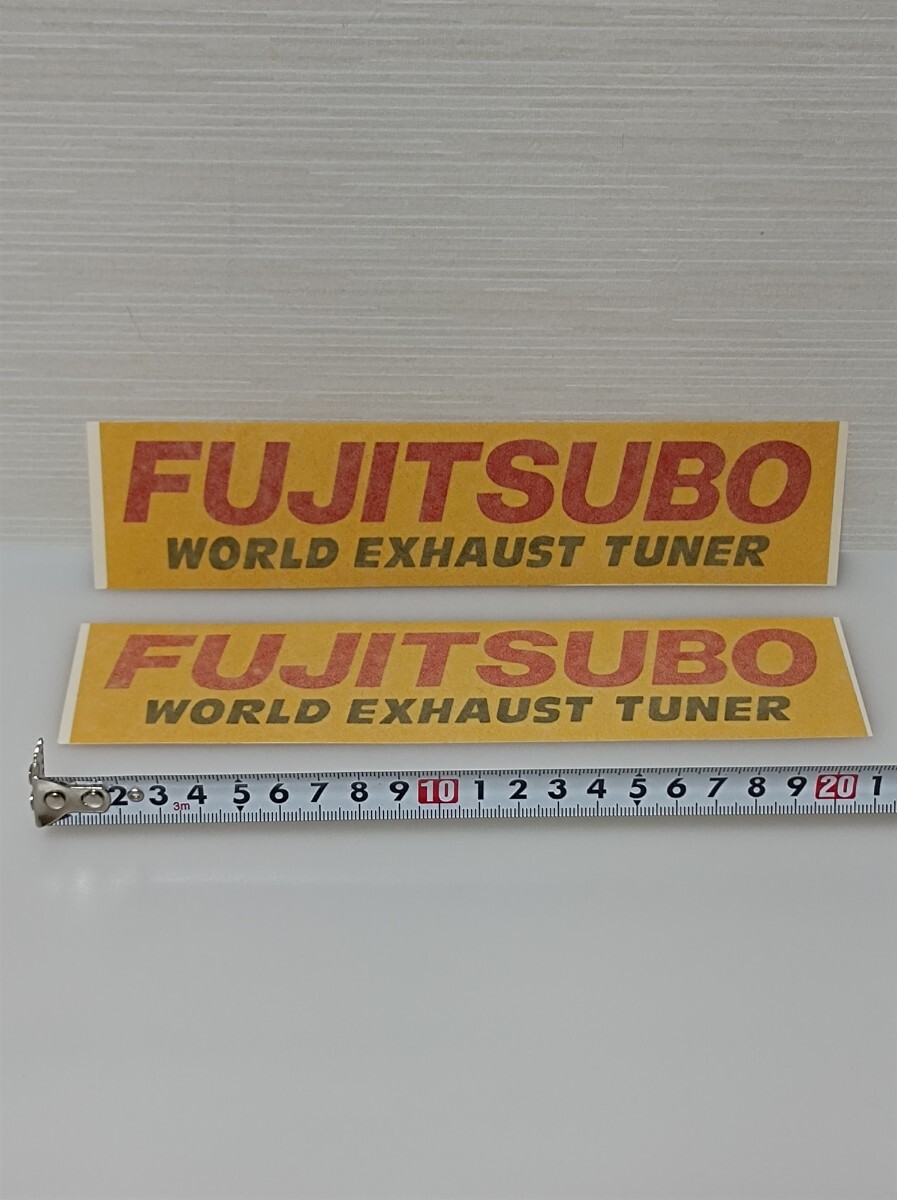 FUJITSUBO
WORLD EXHAUST TUNER
FUJITSUBO
WORLD EXHAUST TUNER
2 3 4 5 6 7 8 9 10 1 2 3 4 5 6 7 8 9 20 1
3m